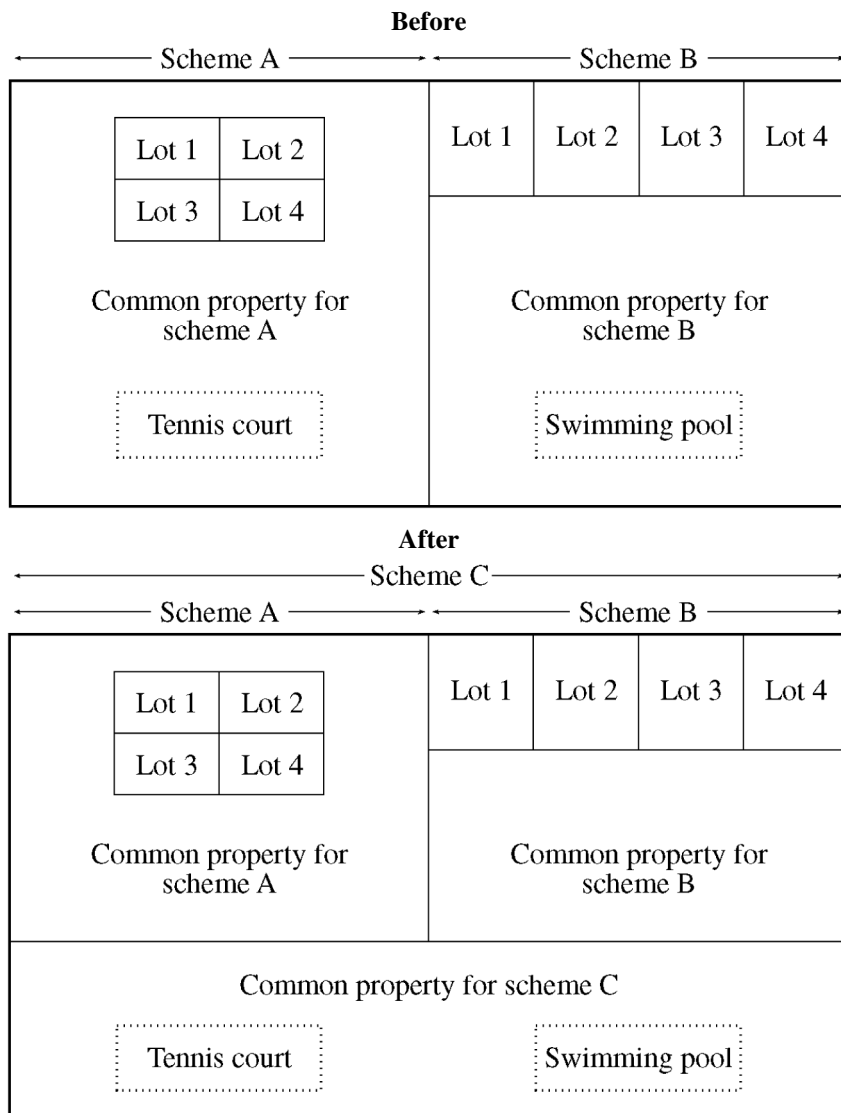 Before
Scheme A Scheme B
Lot 1 Lot 2 Lot 1 Lot 2 Lot 3 Lot 4
Lot 3 Lot 4
Common property for Common property for
scheme A scheme B
Tennis court Swimming pool
After
Scheme C
Scheme A Scheme B
Lot 1 Lot 2 Lot 1 Lot 2 Lot 3 Lot 4
Lot 3 Lot 4
Common property for Common property for
scheme A scheme B
Common property for scheme C
Tennis court Swimming pool